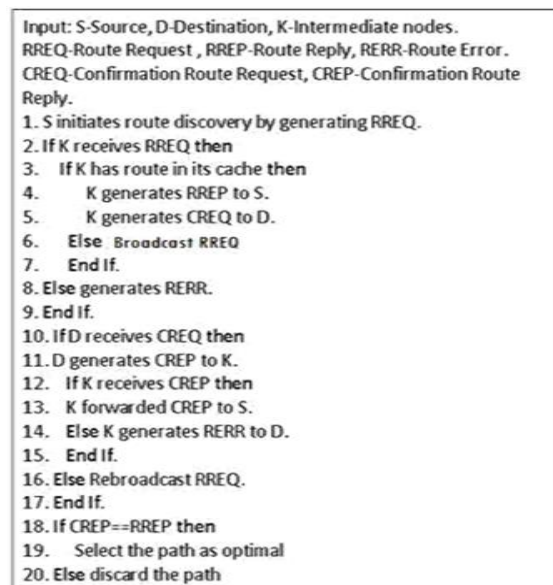 Input: S-Source, D-Destination, K-Intermediate nodes.
RREQ-Route Request , RREP-Route Reply, RERR-Route Error.
CREQ-Confirmation Route Request, CREP-Confirmation Route
Reply.
1. S initiates route discovery by generating RREQ.
2. If K receives RREQ then
3. If K has route in its cache then
4. K generates RREP to S.
5. K generates CREQ to D.
6. Else Broadcast RREQ
7. End If.
8. Else generates RERR.
9. End If.
10. If D receives CREQ then
11. D generates CREP to K.
12. If K receives CREP then
13. K forwarded CREP to S.
14. Else K generates RERR to D.
15. End If.
16. Else Rebroadcast RREQ.
17. End If.
18. If CREP==RREP then
19. Select the path as optimal
20. Else discard the path